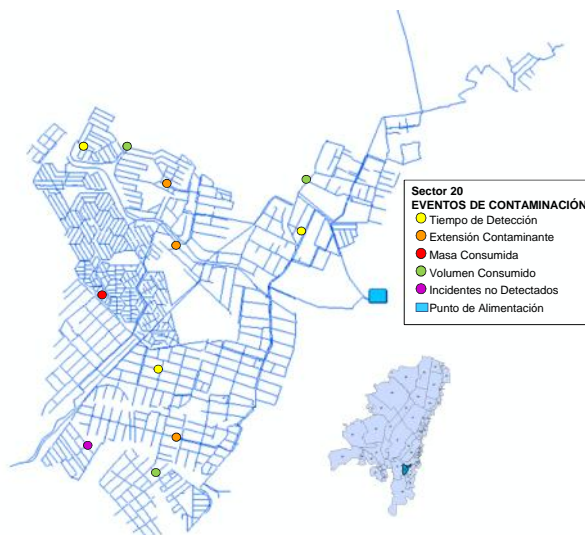 Sector 20
EVENTOS DE CONTAMINACIÓN
Tiempo de Detección
Extensión Contaminante
Masa Consumida
Volumen Consumido
Incidentes no Detectados
Punto de Alimentación